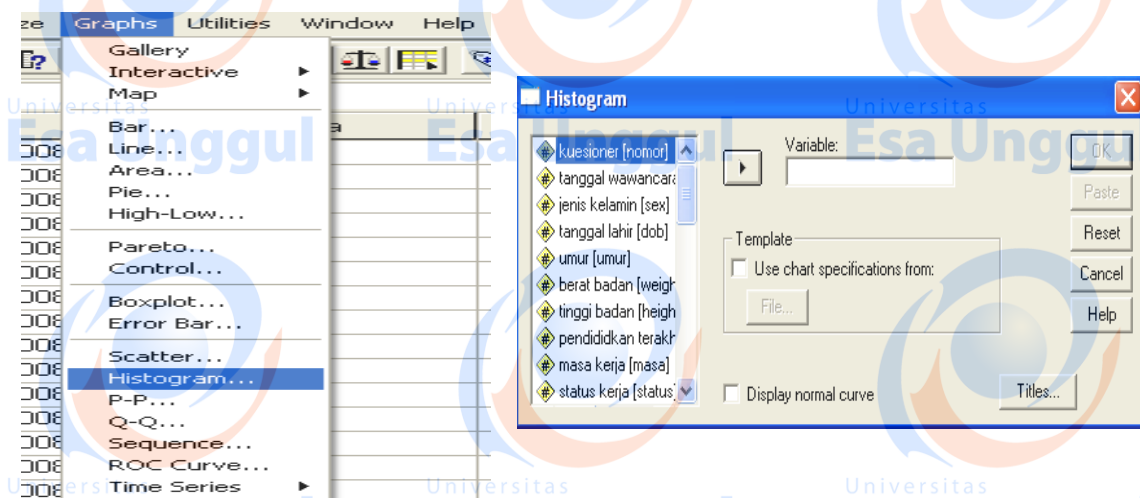 ze Graphs Utilities Window Help
Gallery
Interactive
Map
Bar...
Line...
Area...
Pie...
High-Low...
Pareto...
Control...
Boxplot...
Error Bar...
Scatter...
Histogram...
P-P...
Q-Q...
Sequence...
ROC Curve...
Time Series
Histogram
kuesioner [nomor]
tanggal wawancara
jenis kelamin [sex]
tanggal lahir [dob]
umur [umur]
berat badan [weigh
tinggi badan [heigh
pendididkan terakh
masa kerja [masa]
status kerja [status]
Variable:
Template
Use chart specifications from:
File...
Display normal curve
OK
Paste
Reset
Cancel
Help
Titles...
Universitas
Esa Unggul
Universitas
Esa Unggul
Universitas
Esa Unggul
Universitas
Universitas
Universitas